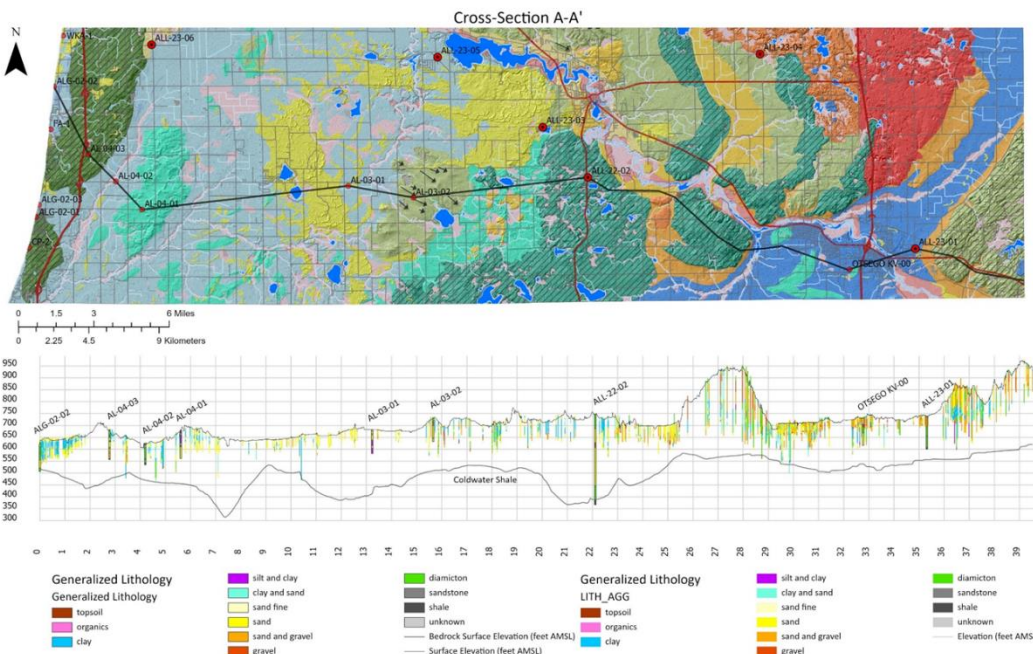 Cross-Section A-A'
N
WKA-1
ALL-23-06
ALL-23-05
ALL-23-04
ALG-02-02
ALL-23-03
AL-04-03
AL-04-02
AL-03-01
AL-03-02
ALL-22-02
ALG-02-03
ALG-02-01
AL-04-01
CP-2
ALL-23-01
OTSEGO KV-00
0 1.5 3 6 Miles
0 2.25 4.5 9 Kilometers
950
900
850
800
750
700
650
600
550
500
450
400
350
300
ALG-02-02
AL-04-03
AL-04-02
AL-04-01
AL-03-01
AL-03-02
ALL-22-02
OTSEGO KV-00
ALL-23-01
Coldwater Shale
0 1 2 3 4 5 6 7 8 9 10 11 12 13 14 15 16 17 18 19 20 21 22 23 24 25 26 27 28 29 30 31 32 33 34 35 36 37 38 39
Generalized Lithology
Generalized Lithology
topsoil
organics
clay
silt and clay
clay and sand
sand fine
sand
sand and gravel
gravel
diamicton
sandstone
shale
unknown
Bedrock Surface Elevation (feet AMSL)
Surface Elevation (feet AMSL)
Generalized Lithology
LITH_AGG
topsoil
organics
clay
silt and clay
clay and sand
sand fine
sand
sand and gravel
gravel
diamicton
sandstone
shale
unknown
Elevation (feet AMS